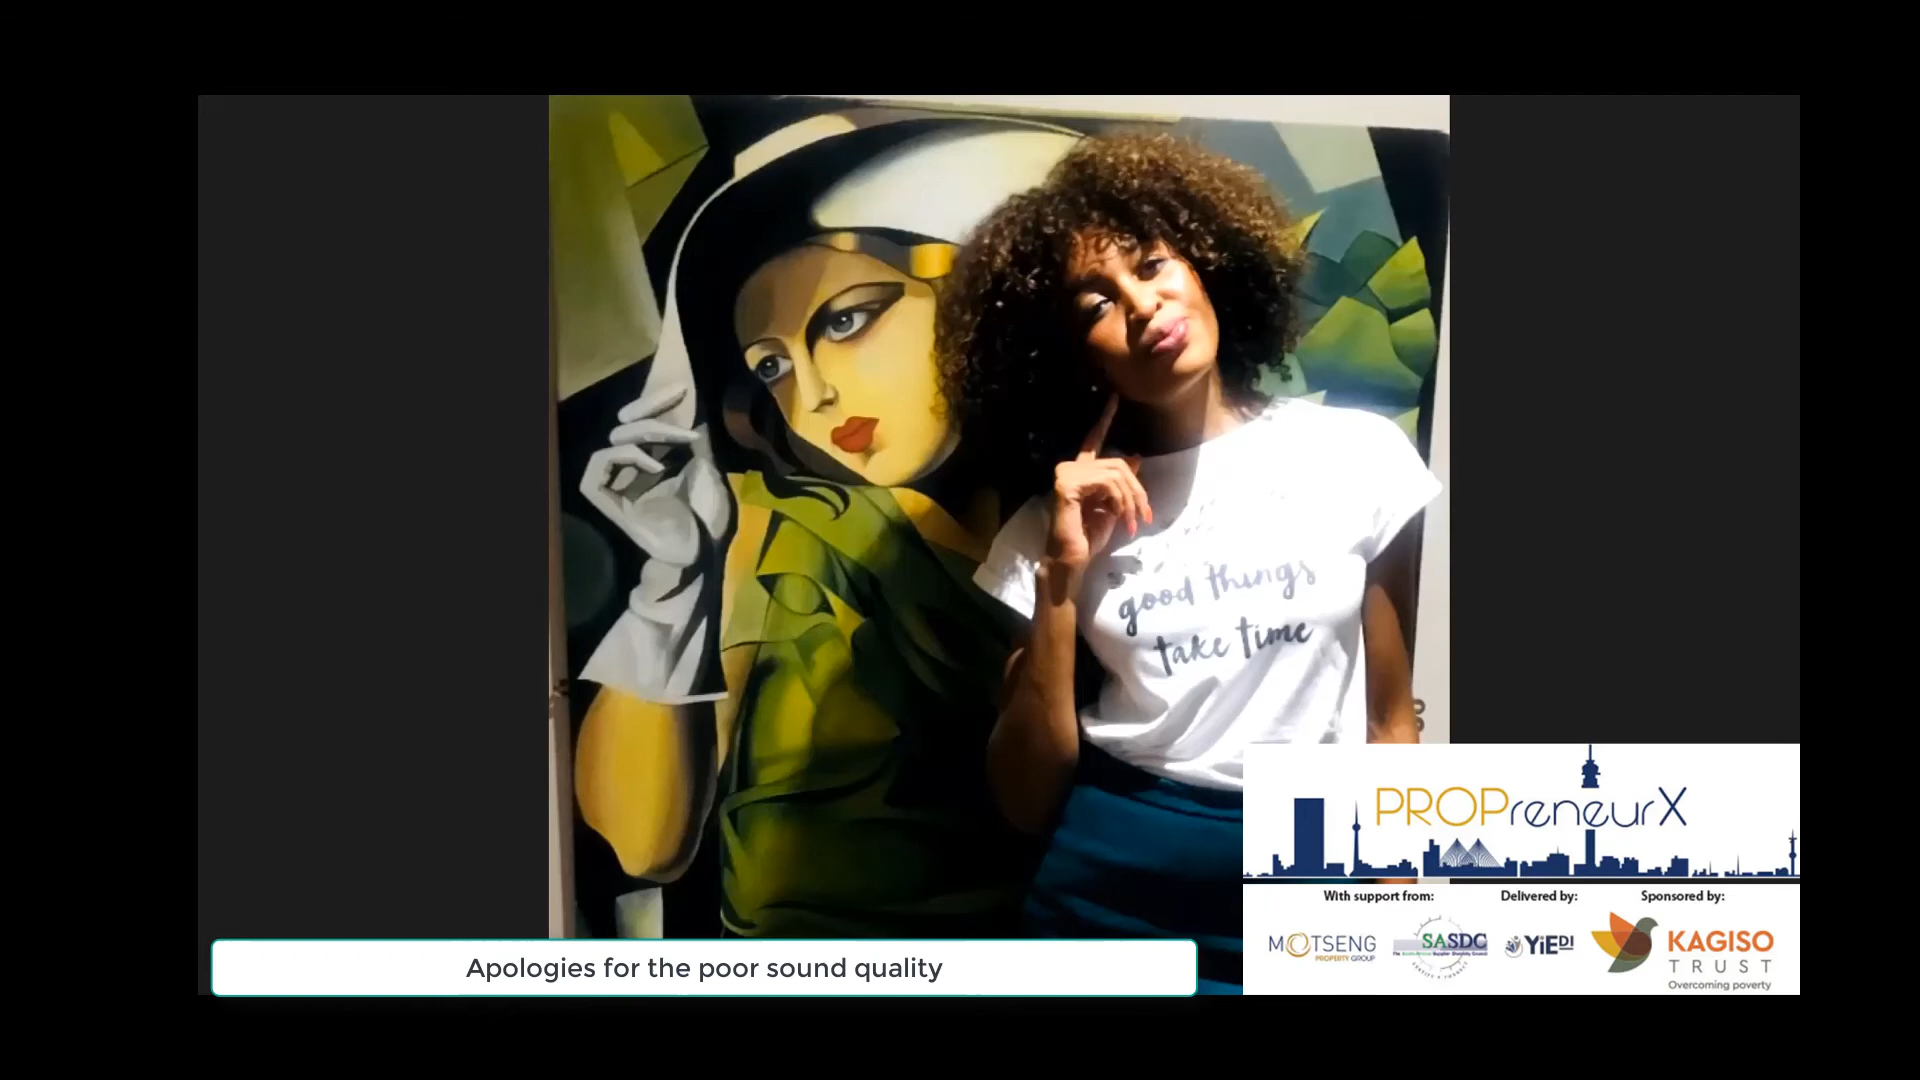 good things
take time
PROPreneurX
With support from:
Delivered by:
Sponsored by:
MOTSENG
PROPERTY GROUP
SASDC
YiEDI
KAGISO
TRUST
Overcoming poverty
Apologies for the poor sound quality